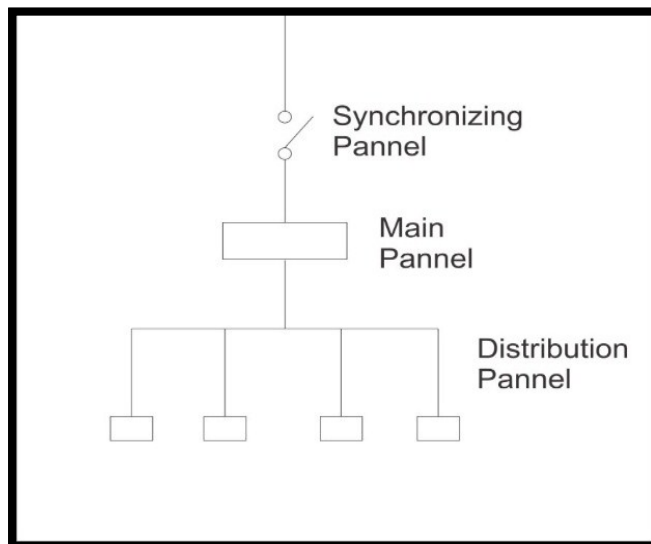 Synchronizing
Pannel
Main
Pannel
Distribution
Pannel